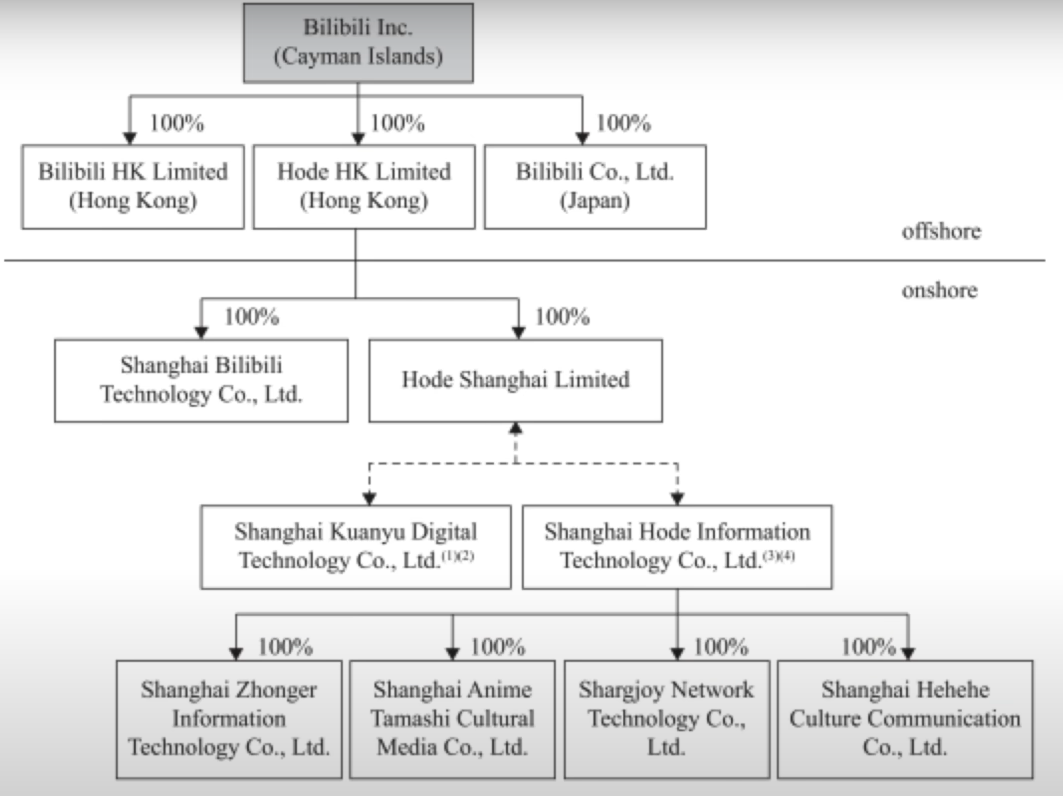 Bilibili Inc.
(Cayman Islands)
100%
100%
100%
Bilibili HK Limited
(Hong Kong)
Hode HK Limited
(Hong Kong)
Bilibili Co., Ltd.
(Japan)
offshore
onshore
100%
100%
Shanghai Bilibili
Technology Co., Ltd.
Hode Shanghai Limited
Shanghai Kuanyu Digital
Technology Co., Ltd.(1)(2)
Shanghai Hode Information
Technology Co., Ltd.(3)(4)
100%
100%
100%
100%
Shanghai Zhonger
Information
Technology Co., Ltd.
Shanghai Anime
Tamashi Cultural
Media Co., Ltd.
Shargjoy Network
Technology Co.,
Ltd.
Shanghai Hehehe
Culture Communication
Co., Ltd.